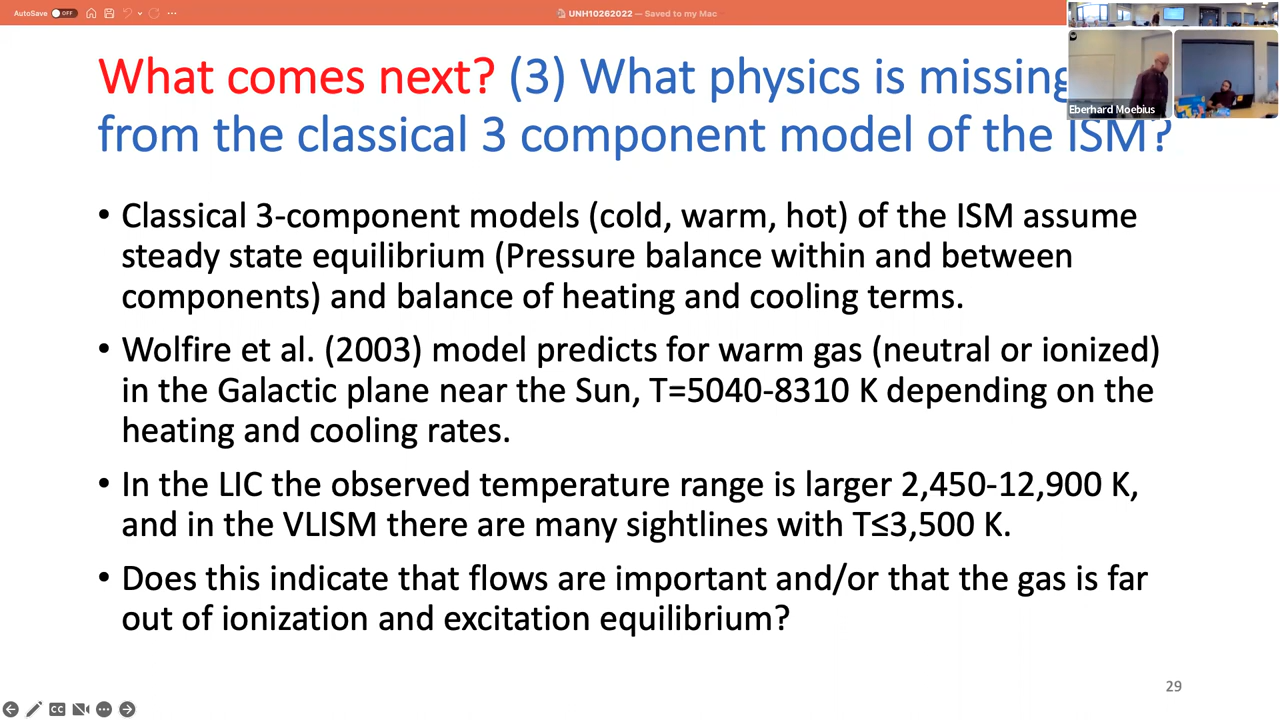 AutoSave OFF
UNH10262022 — Saved to my Mac
What comes next? (3) What physics is missing
from the classical 3 component model of the ISM?
Eberhard Moebius
• Classical 3-component models (cold, warm, hot) of the ISM assume
steady state equilibrium (Pressure balance within and between
components) and balance of heating and cooling terms.
• Wolfire et al. (2003) model predicts for warm gas (neutral or ionized)
in the Galactic plane near the Sun, T=5040-8310 K depending on the
heating and cooling rates.
• In the LIC the observed temperature range is larger 2,450-12,900 K,
and in the VLISM there are many sightlines with T≤3,500 K.
• Does this indicate that flows are important and/or that the gas is far
out of ionization and excitation equilibrium?
29
CC